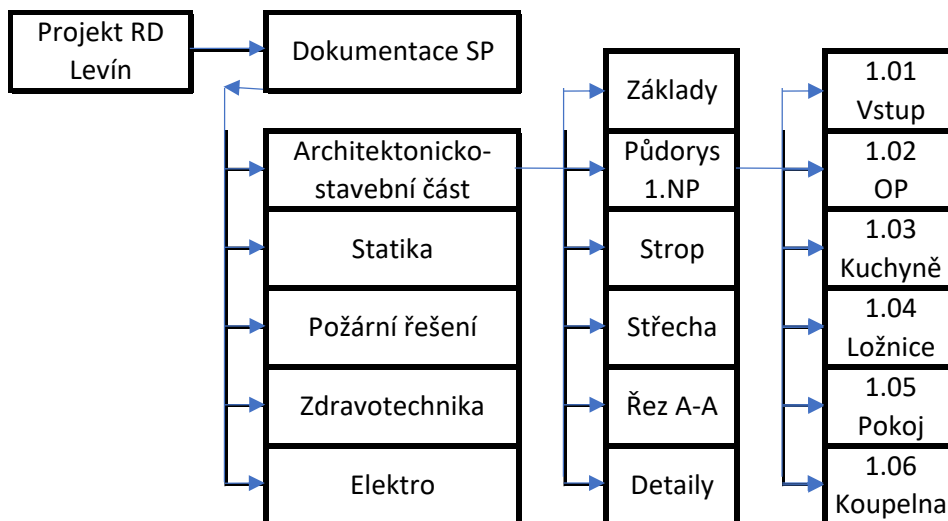 Projekt RD
Levín
Dokumentace SP
Architektonicko-
stavební část
Statika
Požární řešení
Zdravotechnika
Elektro
Základy
Půdorys
1.NP
Strop
Střecha
Řez A-A
Detaily
1.01
Vstup
1.02
OP
1.03
Kuchyně
1.04
Ložnice
1.05
Pokoj
1.06
Koupelna